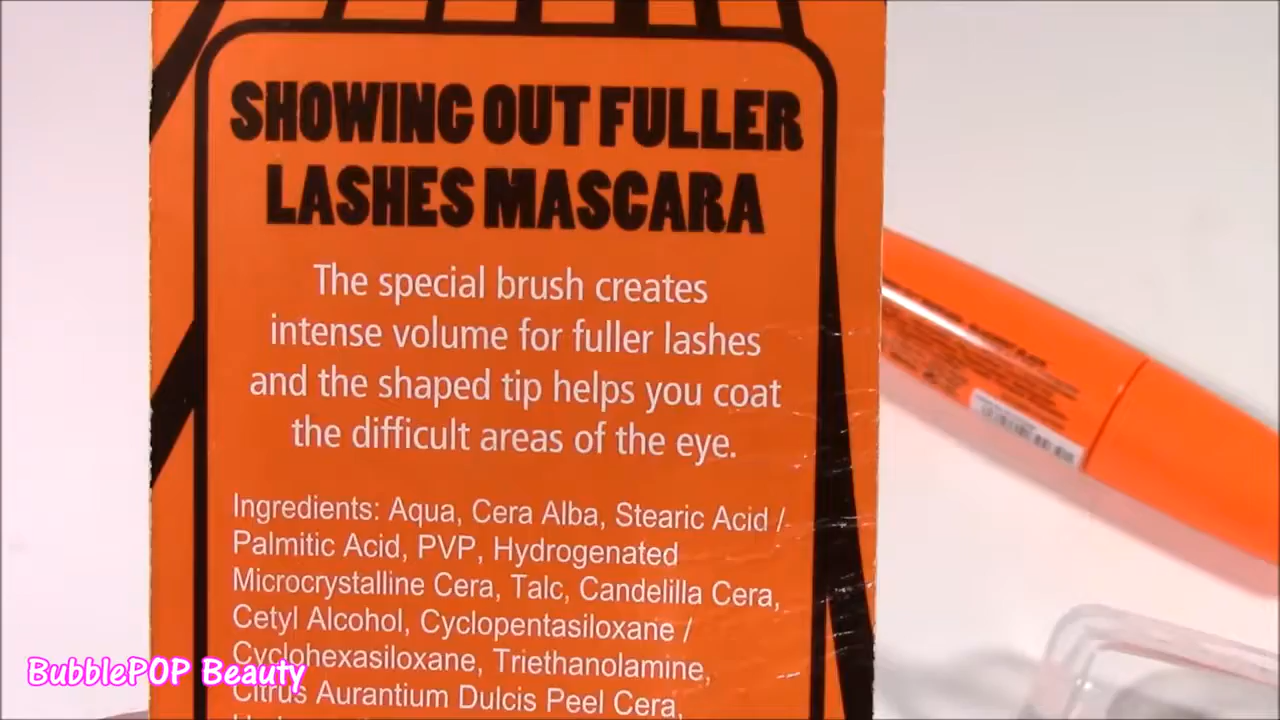 SHOWING OUT FULLER
LASHES MASCARA
The special brush creates
intense volume for fuller lashes
and the shaped tip helps you coat
the difficult areas of the eye.
Ingredients: Aqua, Cera Alba, Stearic Acid /
Palmitic Acid, PVP, Hydrogenated
Microcrystalline Cera, Talc, Candelilla Cera,
Cetyl Alcohol, Cyclopentasiloxane /
Cyclohexasiloxane, Triethanolamine,
Citrus Aurantium Dulcis Peel Cera,
BubblePOP Beauty